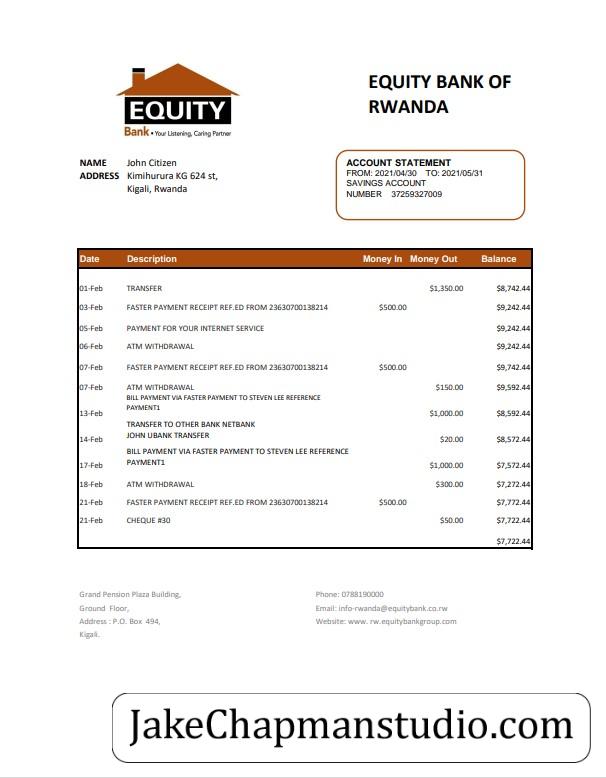 EQUITY
Bank • Your Listening, Caring Partner
EQUITY BANK OF
RWANDA
NAME John Citizen
ADDRESS Kimihurura KG 624 st,
Kigali, Rwanda
ACCOUNT STATEMENT
FROM: 2021/04/30 TO: 2021/05/31
SAVINGS ACCOUNT
NUMBER 37259327009
Date Description Money In Money Out Balance
01-Feb TRANSFER $1,350.00 $8,742.44
03-Feb FASTER PAYMENT RECEIPT REF.ED FROM 23630700138214 $500.00 $9,242.44
05-Feb PAYMENT FOR YOUR INTERNET SERVICE $9,242.44
06-Feb ATM WITHDRAWAL $9,242.44
07-Feb FASTER PAYMENT RECEIPT REF.ED FROM 23630700138214 $500.00 $9,742.44
07-Feb ATM WITHDRAWAL $150.00 $9,592.44
BILL PAYMENT VIA FASTER PAYMENT TO STEVEN LEE REFERENCE
PAYMENT1
13-Feb $1,000.00 $8,592.44
TRANSFER TO OTHER BANK NETBANK
JOHN UBANK TRANSFER
14-Feb $20.00 $8,572.44
BILL PAYMENT VIA FASTER PAYMENT TO STEVEN LEE REFERENCE
PAYMENT1
17-Feb $1,000.00 $7,572.44
18-Feb ATM WITHDRAWAL $300.00 $7,272.44
21-Feb FASTER PAYMENT RECEIPT REF.ED FROM 23630700138214 $500.00 $7,772.44
21-Feb CHEQUE #30 $50.00 $7,722.44
$7,722.44
Grand Pension Plaza Building,
Ground Floor,
Address : P.O. Box 494,
Kigali.
Phone: 0788190000
Email: info-rwanda@equitybank.co.rw
Website: www. rw.equitybankgroup.com
JakeChapmanstudio.com